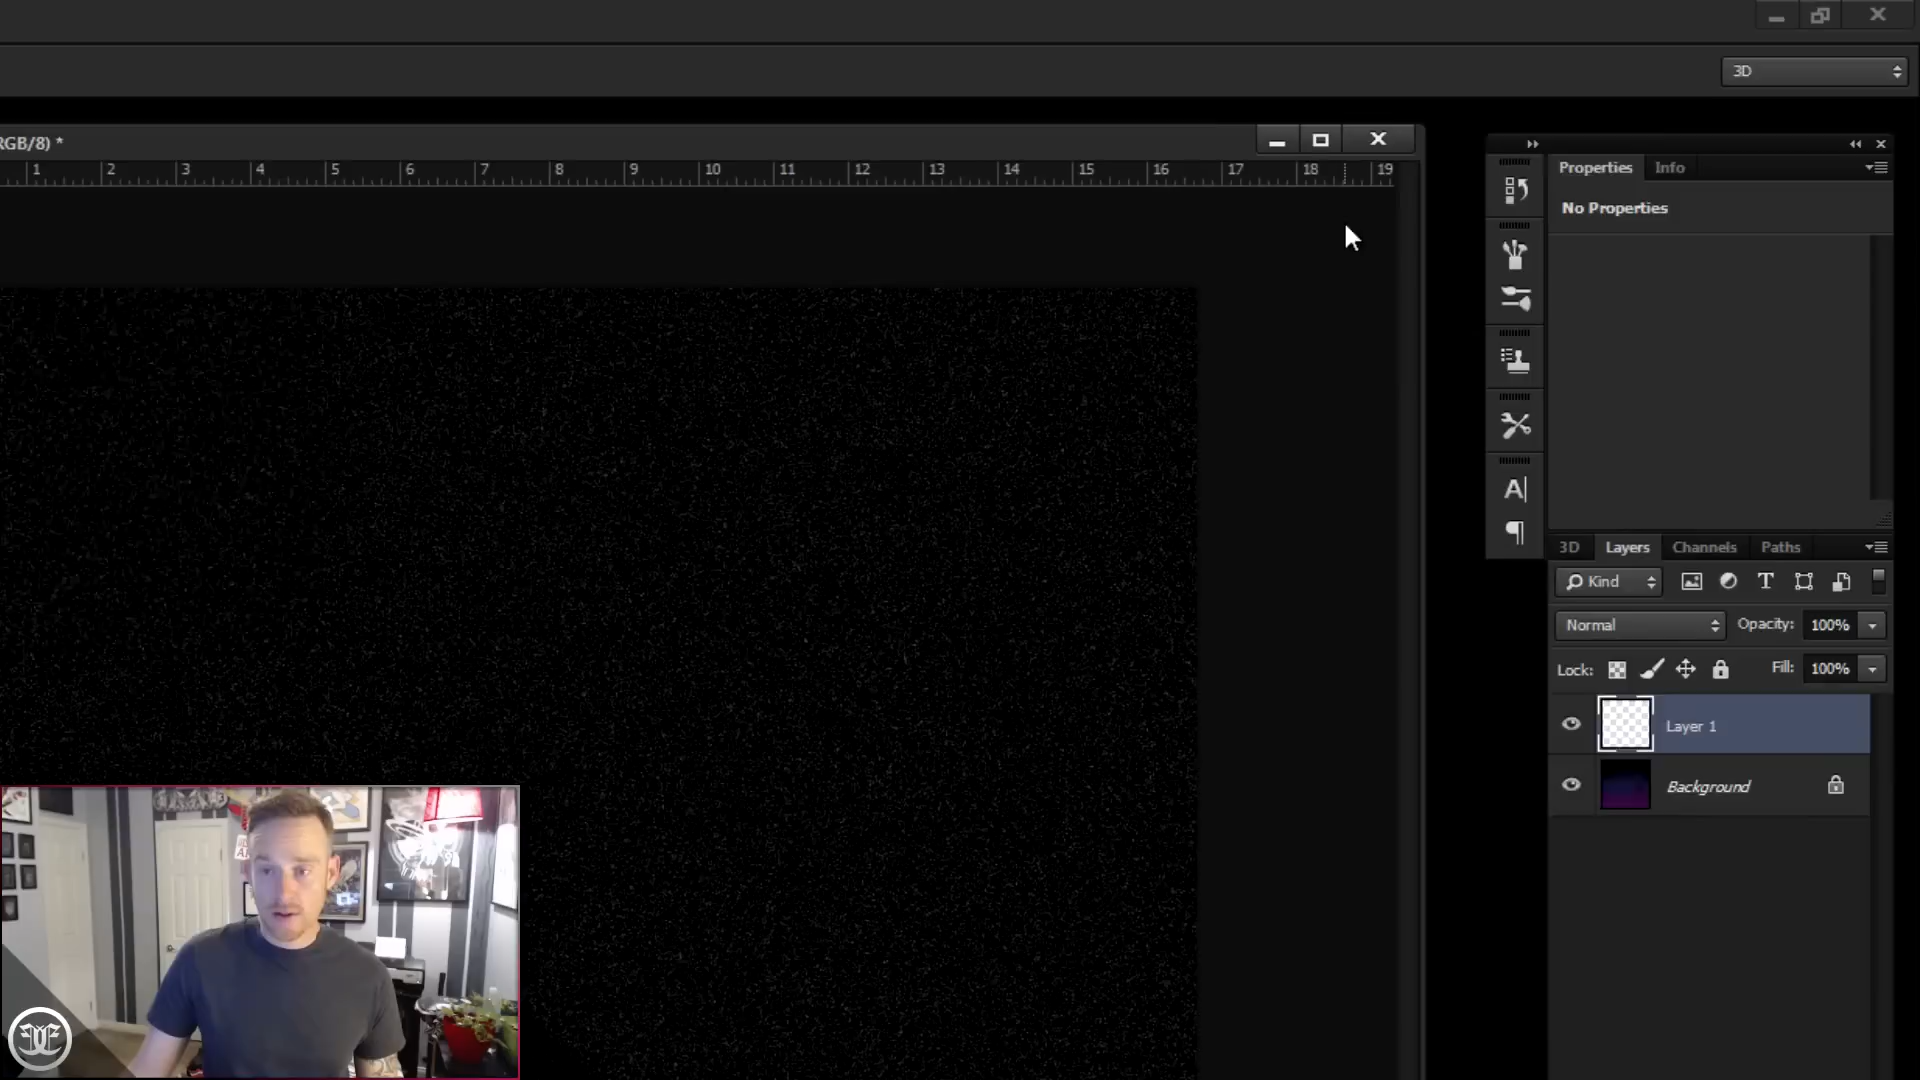 3D
RGB/8) *
1 2 3 4 5 6 7 8 9 10 11 12 13 14 15 16 17 18 19
Properties Info
No Properties
A
¶
3D Layers Channels Paths
Kind T
Normal Opacity: 100%
Lock: Fill: 100%
Layer 1
Background